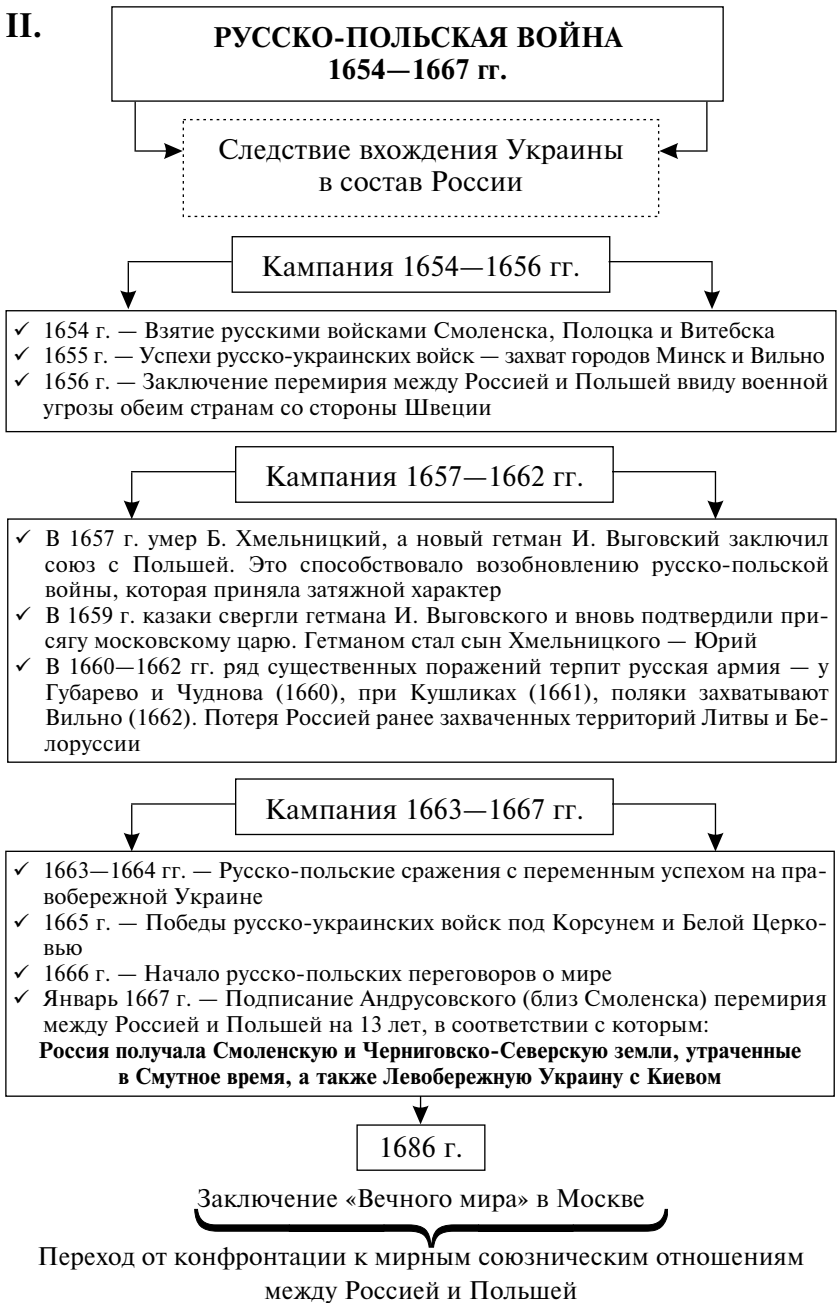 II.
РУССКО-ПОЛЬСКАЯ ВОЙНА
1654—1667 гг.
Следствие вхождения Украины
в состав России
Кампания 1654—1656 гг.
✓ 1654 г. — Взятие русскими войсками Смоленска, Полоцка и Витебска
✓ 1655 г. — Успехи русско-украинских войск — захват городов Минск и Вильно
✓ 1656 г. — Заключение перемирия между Россией и Польшей ввиду военной
угрозы обеим странам со стороны Швеции
Кампания 1657—1662 гг.
✓ В 1657 г. умер Б. Хмельницкий, а новый гетман И. Выговский заключил
союз с Польшей. Это способствовало возобновлению русско-польской
войны, которая приняла затяжной характер
✓ В 1659 г. казаки свергли гетмана И. Выговского и вновь подтвердили при-
сягу московскому царю. Гетманом стал сын Хмельницкого — Юрий
✓ В 1660—1662 гг. ряд существенных поражений терпит русская армия — у
Губарево и Чуднова (1660), при Кушликах (1661), поляки захватывают
Вильно (1662). Потеря Россией ранее захваченных территорий Литвы и Бе-
лоруссии
Кампания 1663—1667 гг.
✓ 1663—1664 гг. — Русско-польские сражения с переменным успехом на пра-
вобережной Украине
✓ 1665 г. — Победы русско-украинских войск под Корсунем и Белой Церко-
вью
✓ 1666 г. — Начало русско-польских переговоров о мире
✓ Январь 1667 г. — Подписание Андрусовского (близ Смоленска) перемирия
между Россией и Польшей на 13 лет, в соответствии с которым:
Россия получала Смоленскую и Черниговско-Северскую земли, утраченные
в Смутное время, а также Левобережную Украину с Киевом
1686 г.
Заключение «Вечного мира» в Москве
Переход от конфронтации к мирным союзническим отношениям
между Россией и Польшей